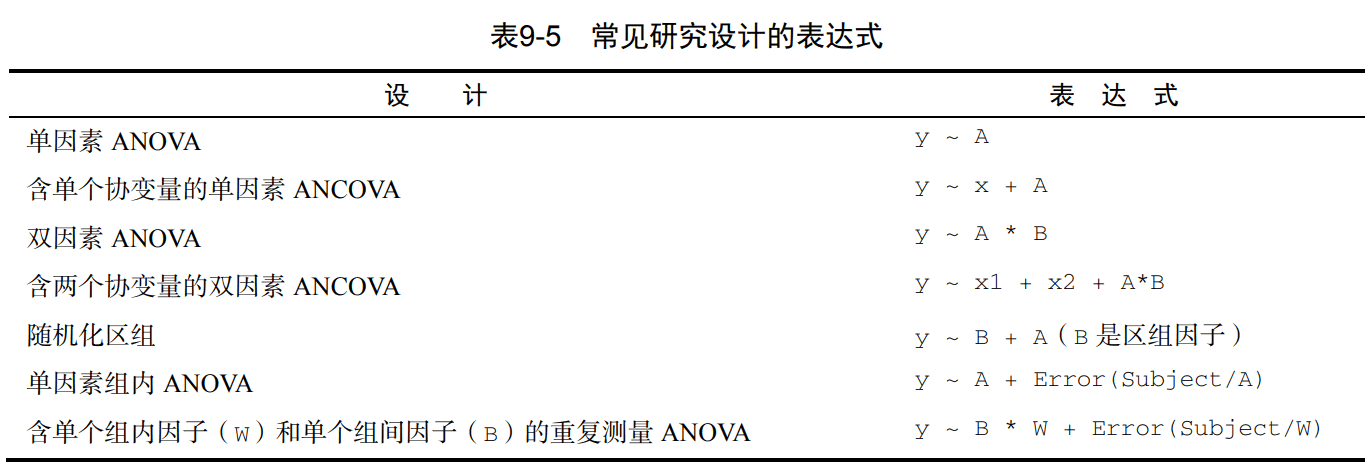 表9-5 常见研究设计的表达式
设 计 表 达 式
单因素 ANOVA y ~ A
含单个协变量的单因素 ANCOVA y ~ x + A
双因素 ANOVA y ~ A * B
含两个协变量的双因素 ANCOVA y ~ x1 + x2 + A*B
随机化区组 y ~ B + A（B 是区组因子）
单因素组内 ANOVA y ~ A + Error(Subject/A)
含单个组内因子（W）和单个组间因子（B）的重复测量 ANOVA y ~ B * W + Error(Subject/W)